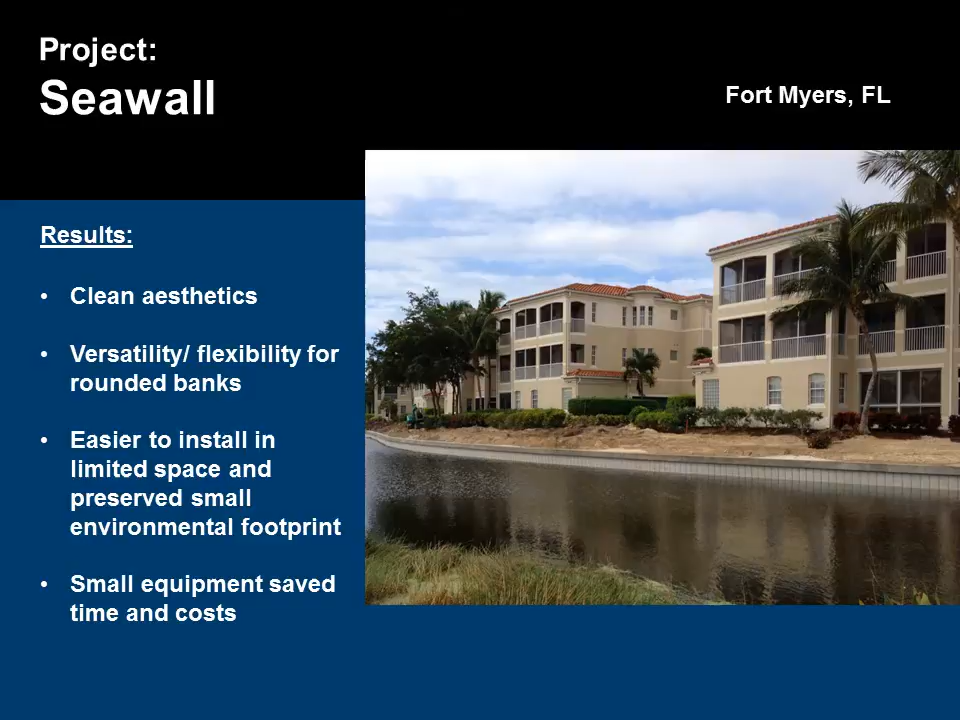 Project:
Seawall
Fort Myers, FL
Results:
• Clean aesthetics
• Versatility/ flexibility for
rounded banks
• Easier to install in
limited space and
preserved small
environmental footprint
• Small equipment saved
time and costs